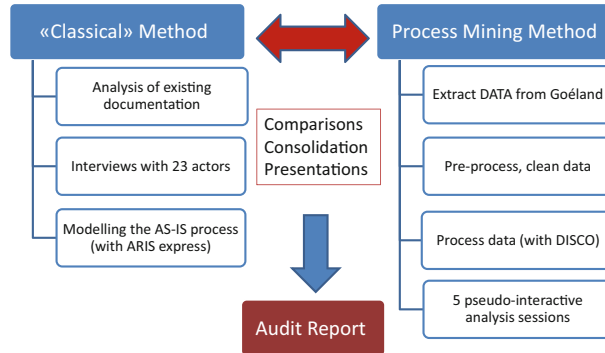 «Classical» Method
Analysis of existing
documentation
Interviews with 23 actors
Modelling the AS-IS process
(with ARIS express)
Comparisons
Consolidation
Presentations
Audit Report
Process Mining Method
Extract DATA from Goéland
Pre-process, clean data
Process data (with DISCO)
5 pseudo-interactive
analysis sessions